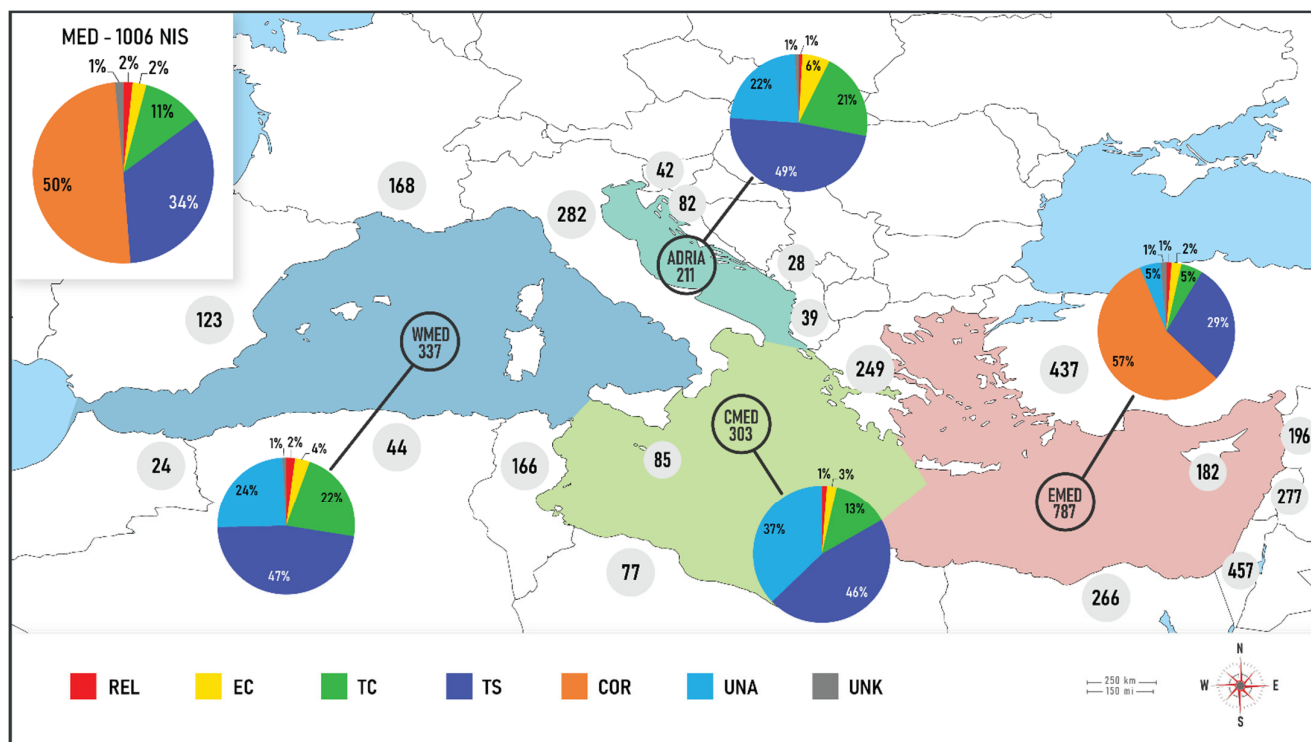 MED - 1006 NIS
1%
2%
2%
11%
34%
50%
1%
1%
6%
21%
49%
22%
168
42
282
82
ADRIA
211
28
39
123
WMED
337
1%
1%
2%
5%
5%
29%
57%
249
437
CMED
303
24
44
166
85
196
182
EMED
787
277
1%
2%
4%
24%
22%
47%
1%
3%
13%
37%
46%
77
457
266
REL
EC
TC
TS
COR
UNA
UNK
250 km
150 mi
N
W
E
S